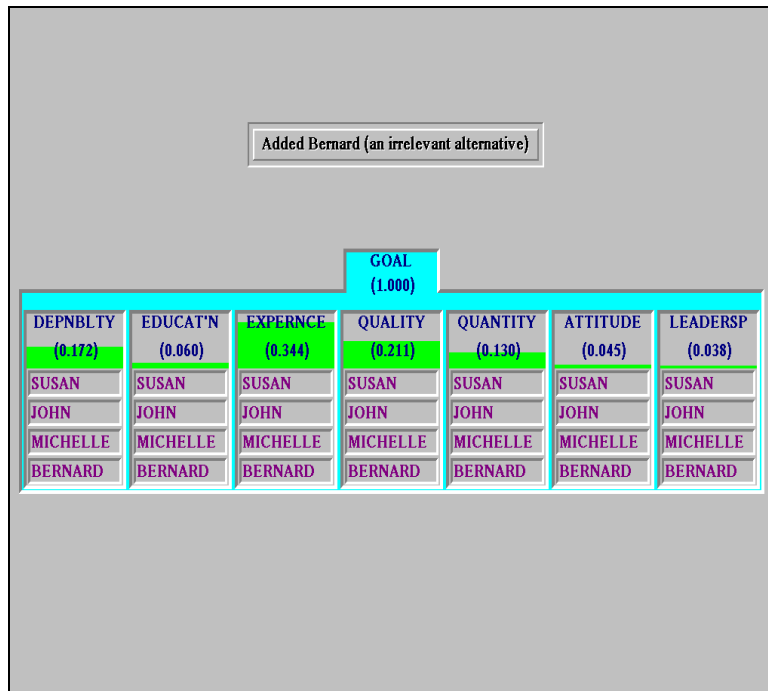 Added Bernard (an irrelevant alternative)
GOAL
(1.000)
DEPNBLTY EDUCAT'N EXPERNCE QUALITY QUANTITY ATTITUDE LEADERSP
(0.172) (0.060) (0.344) (0.211) (0.130) (0.045) (0.038)
SUSAN SUSAN SUSAN SUSAN SUSAN SUSAN SUSAN
JOHN JOHN JOHN JOHN JOHN JOHN JOHN
MICHELLE MICHELLE MICHELLE MICHELLE MICHELLE MICHELLE MICHELLE
BERNARD BERNARD BERNARD BERNARD BERNARD BERNARD BERNARD